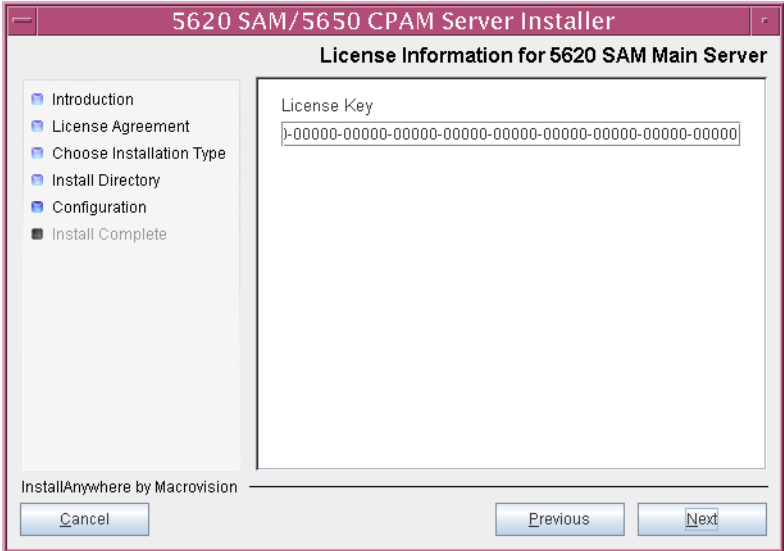 5620 SAM/5650 CPAM Server Installer
License Information for 5620 SAM Main Server
Introduction
License Agreement
Choose Installation Type
Install Directory
Configuration
Install Complete
License Key
)-00000-00000-00000-00000-00000-00000-00000-00000-00000
InstallAnywhere by Macrovision
Cancel
Previous
Next